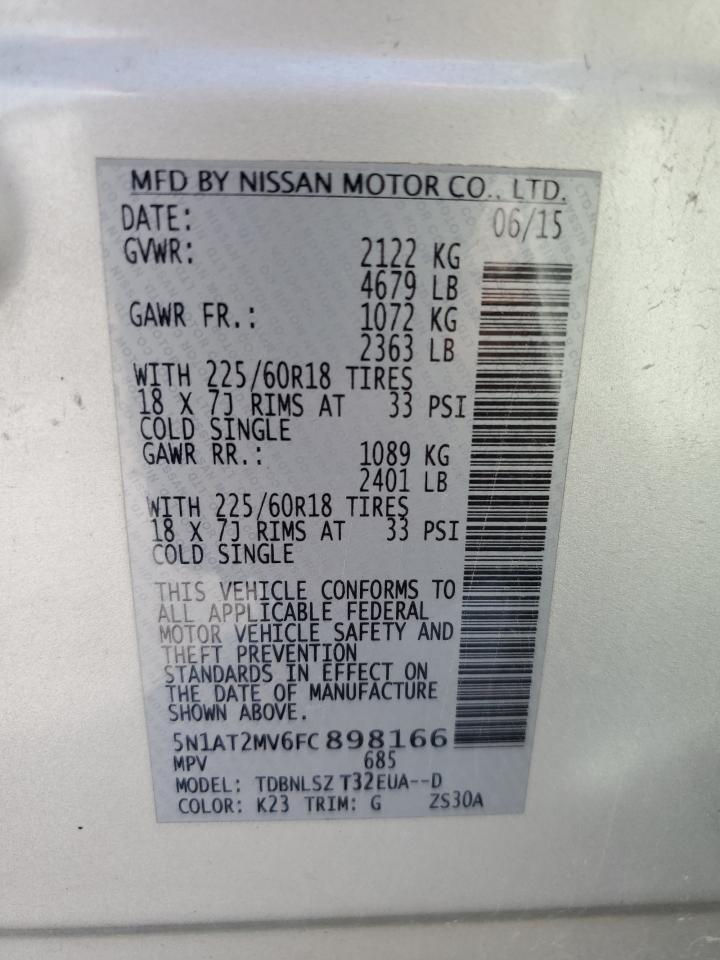 MFD BY NISSAN MOTOR CO., LTD.
DATE: 06/15
GVWR: 2122 KG
4679 LB
GAWR FR.: 1072 KG
2363 LB
WITH 225/60R18 TIRES
18 X 7J RIMS AT 33 PSI
COLD SINGLE
GAWR RR.: 1089 KG
2401 LB
WITH 225/60R18 TIRES
18 X 7J RIMS AT 33 PSI
COLD SINGLE
THIS VEHICLE CONFORMS TO
ALL APPLICABLE FEDERAL
MOTOR VEHICLE SAFETY AND
THEFT PREVENTION
STANDARDS IN EFFECT ON
THE DATE OF MANUFACTURE
SHOWN ABOVE.
5N1AT2MV6FC898166
MPV 685
MODEL: TDBNLSZ T32EUA--D
COLOR: K23 TRIM: G ZS30A